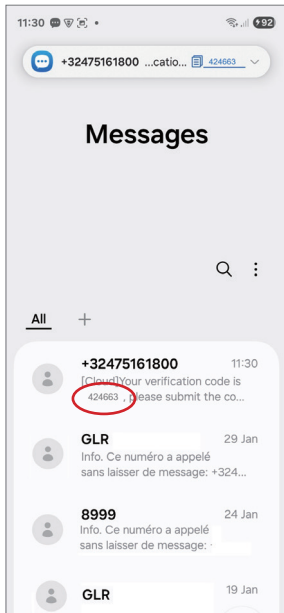 11:30
92
+32475161800 ...catio... 424663
Messages
All
+32475161800 11:30
[Cloud]Your verification code is
424663 , please submit the co...
GLR 29 Jan
Info. Ce numéro a appelé
sans laisser de message: +324...
8999 24 Jan
Info. Ce numéro a appelé
sans laisser de message:
GLR 19 Jan